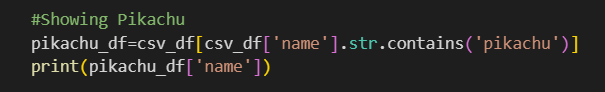 #Showing Pikachu
pikachu_df=csv_df[csv_df['name'].str.contains('pikachu')]
print(pikachu_df['name'])